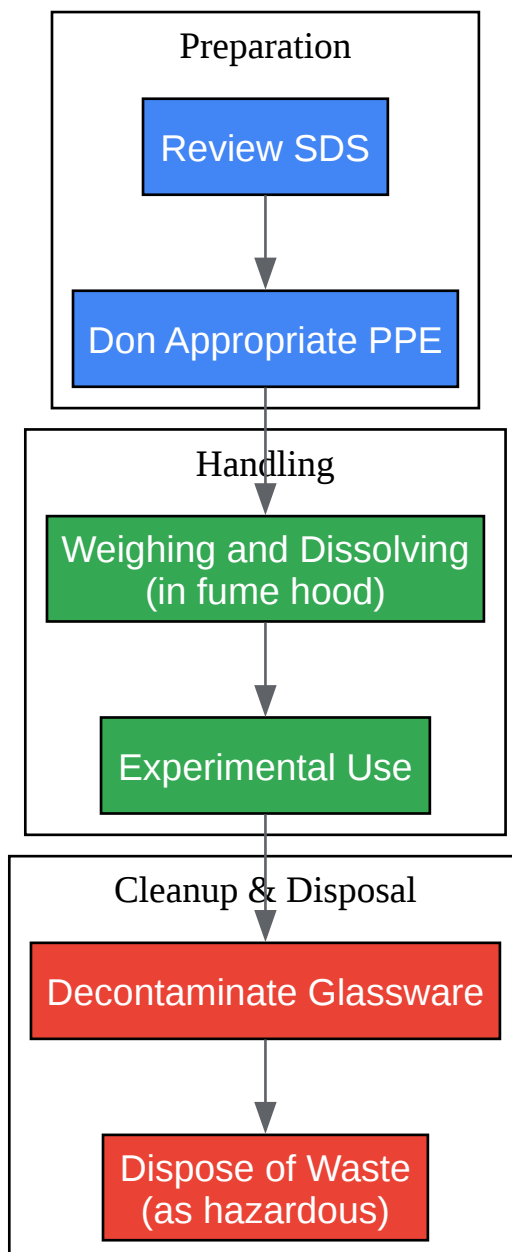 Preparation
Review SDS
Don Appropriate PPE
Handling
Weighing and Dissolving
(in fume hood)
Experimental Use
Cleanup & Disposal
Decontaminate Glassware
Dispose of Waste
(as hazardous)